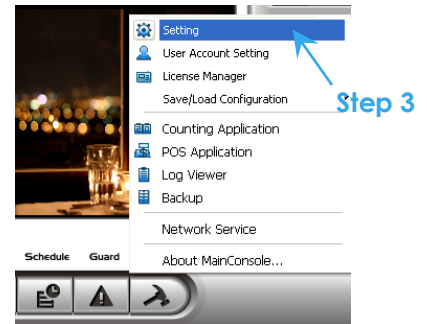 Setting
User Account Setting
License Manager
Save/Load Configuration
Step 3
Counting Application
POS Application
Log Viewer
Backup
Network Service
Schedule Guard
About MainConsole...